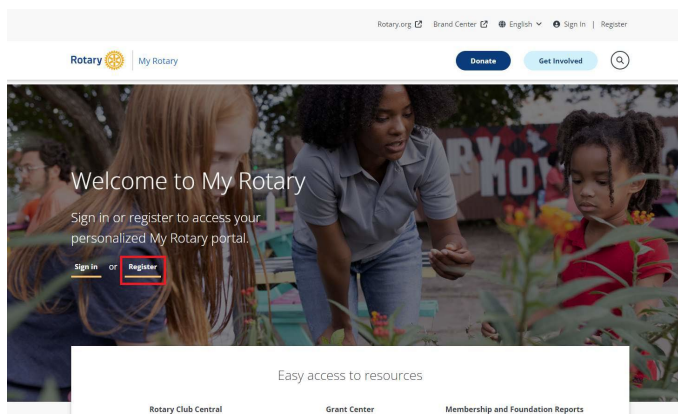 Rotary.org Brand Center English Sign In | Register
Rotary My Rotary Donate Get Involved
Welcome to My Rotary
Sign in or register to access your
personalized My Rotary portal.
Sign in or Register
Easy access to resources
Rotary Club Central Grant Center Membership and Foundation Reports